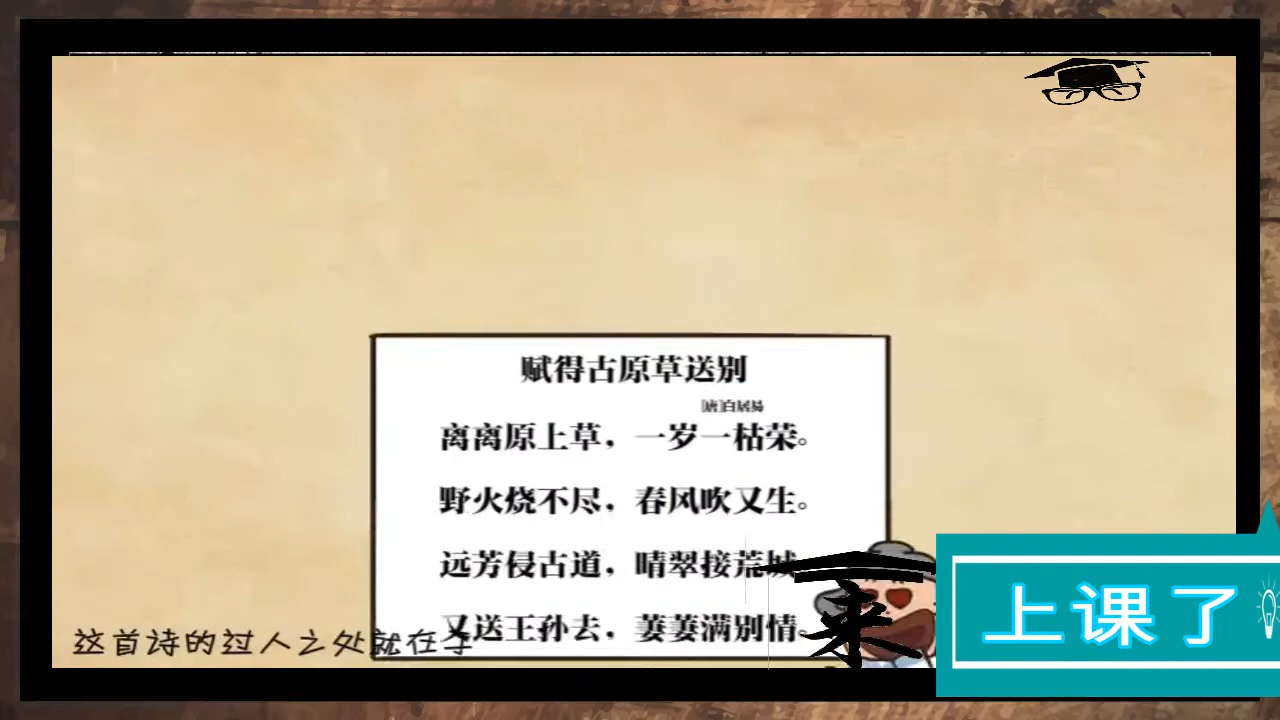 赋得古原草送别
[唐]白居易
离离原上草，一岁一枯荣。
野火烧不尽，春风吹又生。
远芳侵古道，晴翠接荒城
又送王孙去，萋萋满别情。
这首诗的过人之处就在于
来
上课了